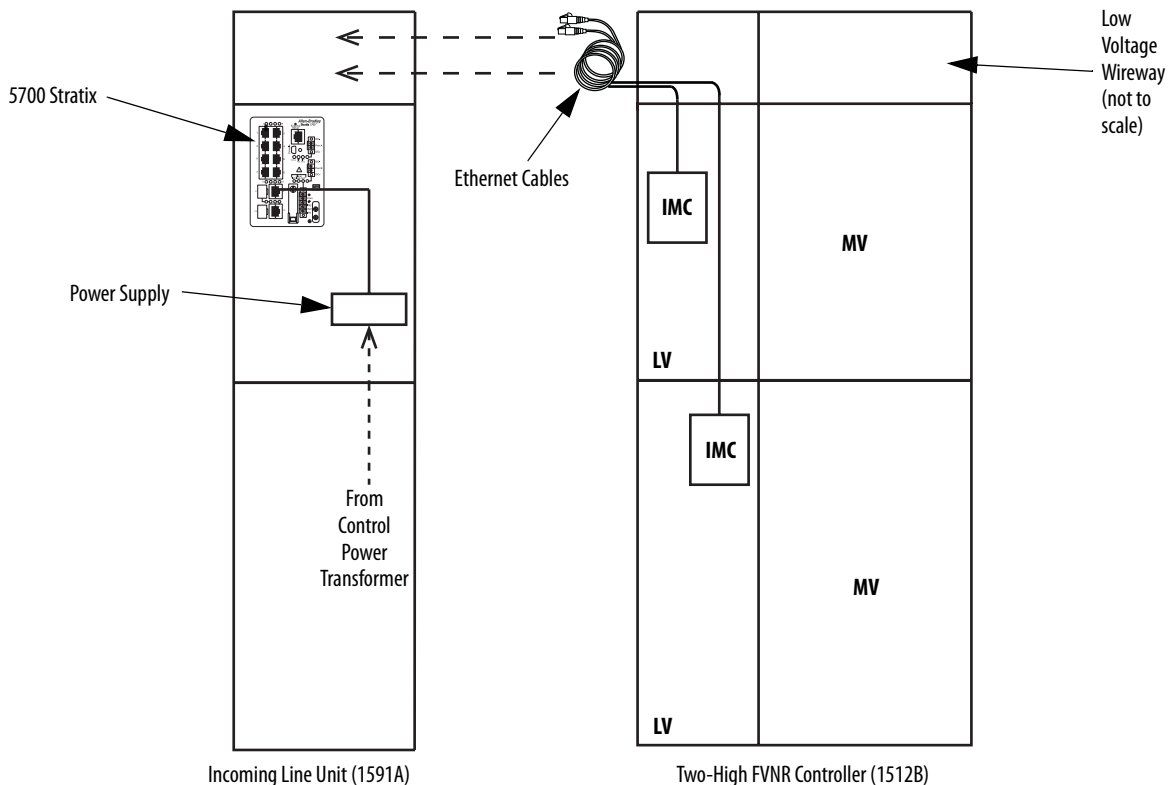 Low
Voltage
Wireway
(not to
scale)
5700 Stratix
Ethernet Cables
IMC
MV
Power Supply
LV
IMC
From
Control
Power
Transformer
MV
LV
Incoming Line Unit (1591A)
Two-High FVNR Controller (1512B)